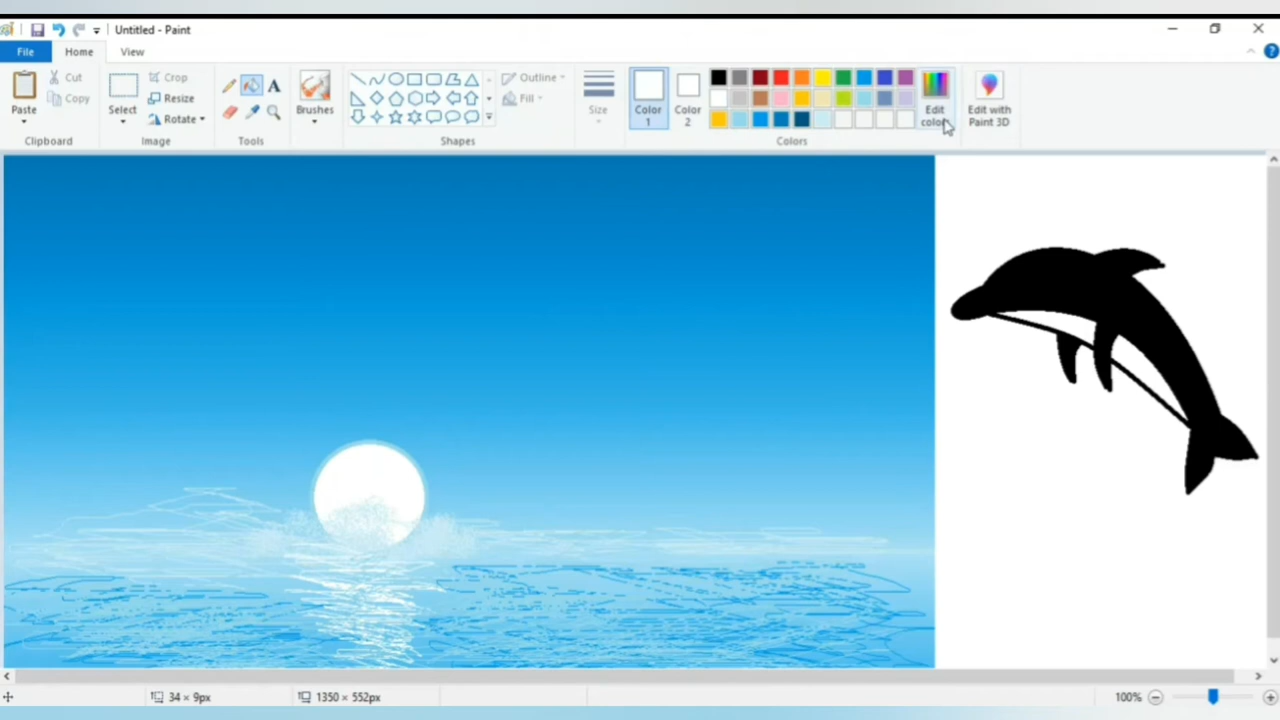 Untitled - Paint
File Home View
Paste
Cut
Copy
Clipboard
Select
Crop
Resize
Rotate
Image
A
Tools
Brushes
Outline
Fill
Shapes
Size
Color 1
Color 2
Colors
Edit colors
Edit with Paint 3D
34 × 9px
1350 × 552px
100%